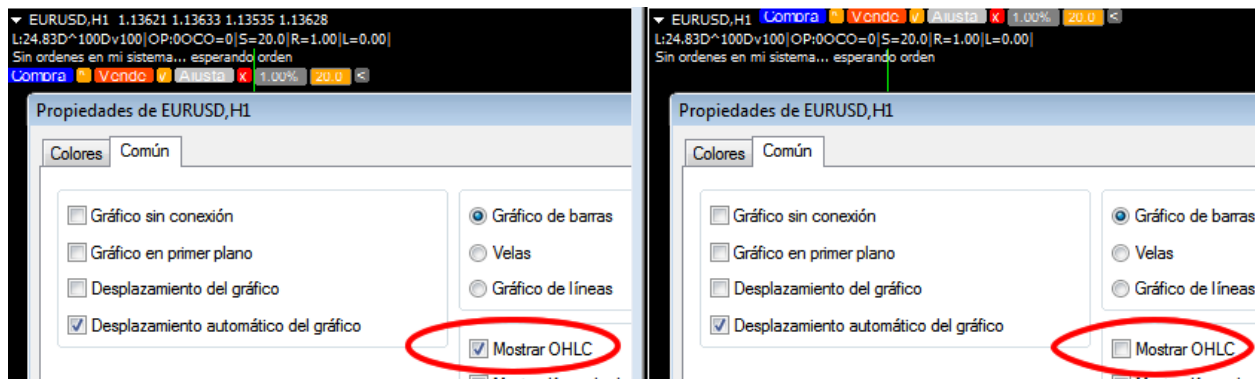 EURUSD,H1 1.13621 1.13633 1.13535 1.13628
L:24.83D^100Dv100|OP:0OCO=0|S=20.0|R=1.00|L=0.00|
Sin ordenes en mi sistema... esperando orden
Compra ^ Vende v Ajusta x 1.00% 20.0 <
Propiedades de EURUSD,H1
Colores Común
Gráfico sin conexión
Gráfico de barras
Gráfico en primer plano
Velas
Desplazamiento del gráfico
Gráfico de líneas
Desplazamiento automático del gráfico
Mostrar OHLC
EURUSD,H1 Compra ^ Vende v Ajusta x 1.00% 20.0 <
L:24.83D^100Dv100|OP:0OCO=0|S=20.0|R=1.00|L=0.00|
Sin ordenes en mi sistema... esperando orden
Propiedades de EURUSD,H1
Colores Común
Gráfico sin conexión
Gráfico de barras
Gráfico en primer plano
Velas
Desplazamiento del gráfico
Gráfico de líneas
Desplazamiento automático del gráfico
Mostrar OHLC